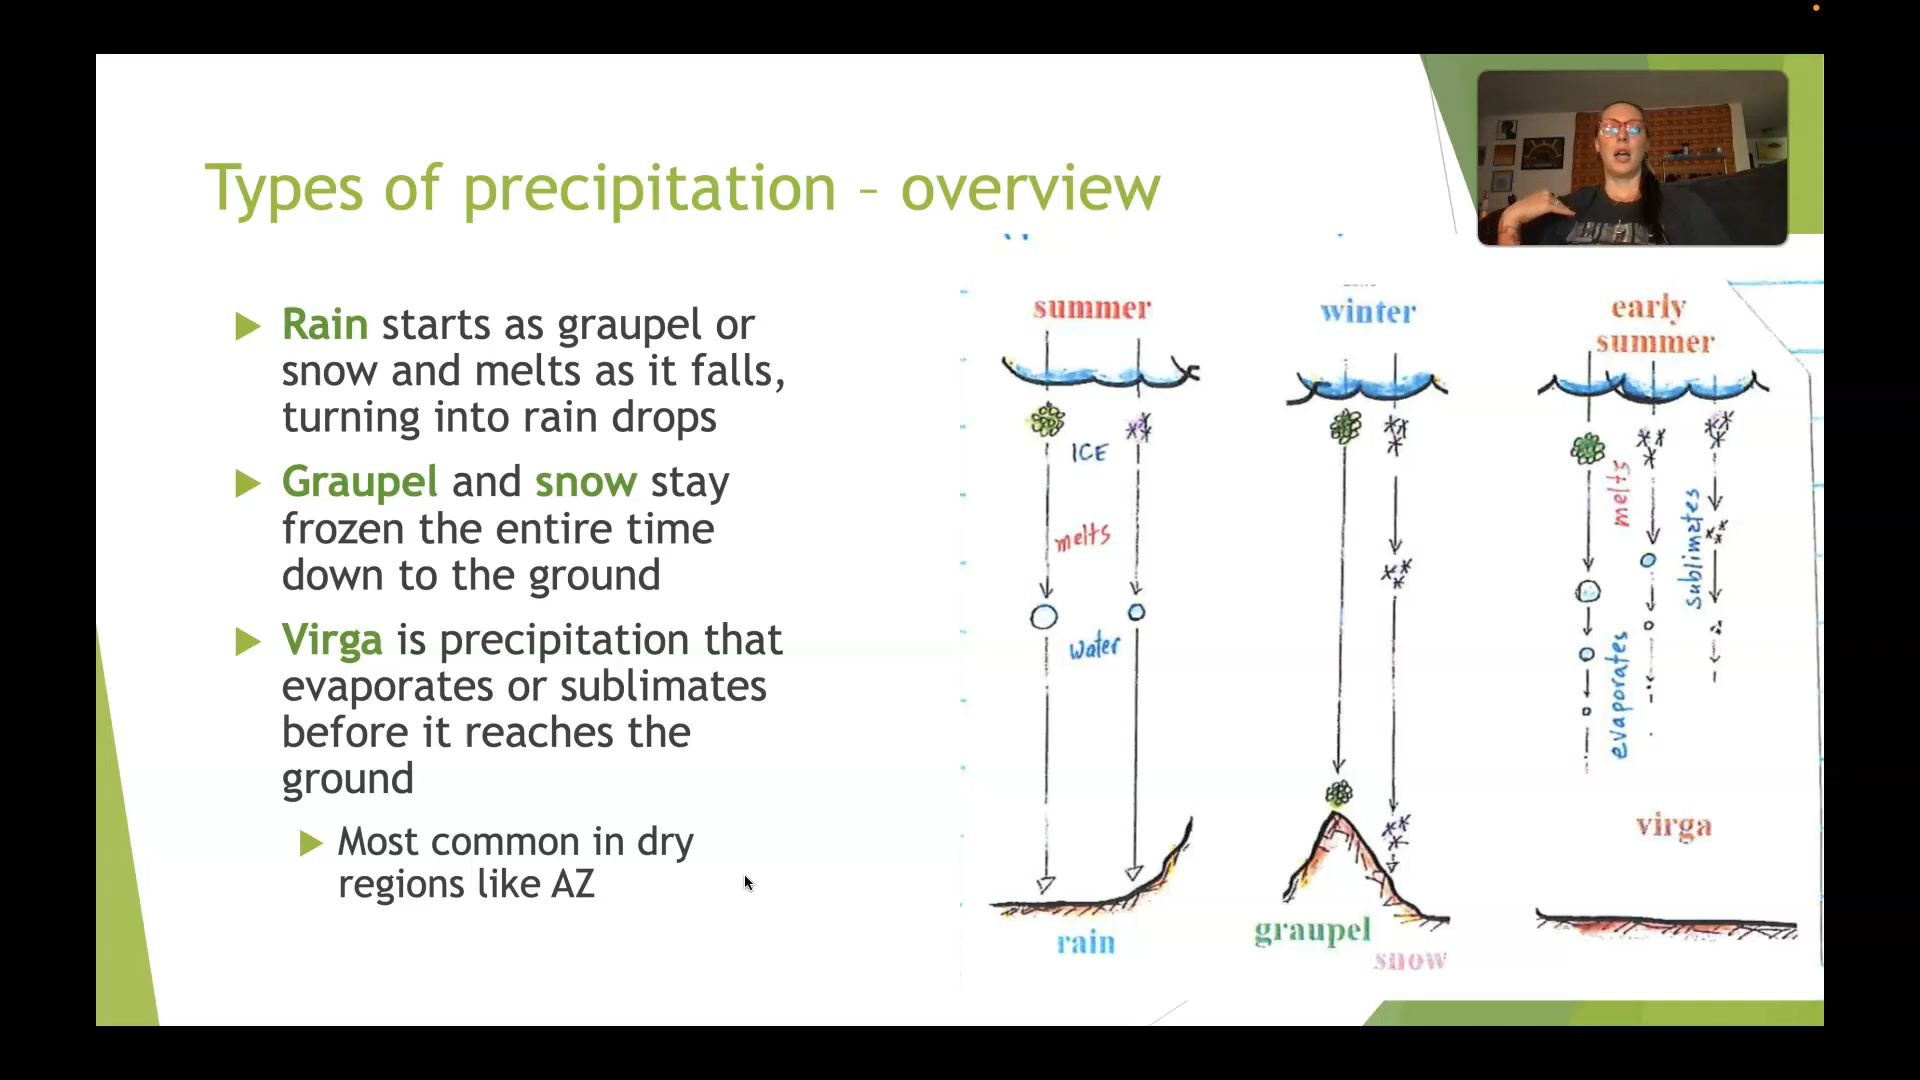 Types of precipitation – overview
Rain starts as graupel or
snow and melts as it falls,
turning into rain drops
Graupel and snow stay
frozen the entire time
down to the ground
Virga is precipitation that
evaporates or sublimates
before it reaches the
ground
Most common in dry
regions like AZ
summer
ICE
melts
water
rain
winter
graupel
snow
early
summer
melts
sublimates
evaporates
virga